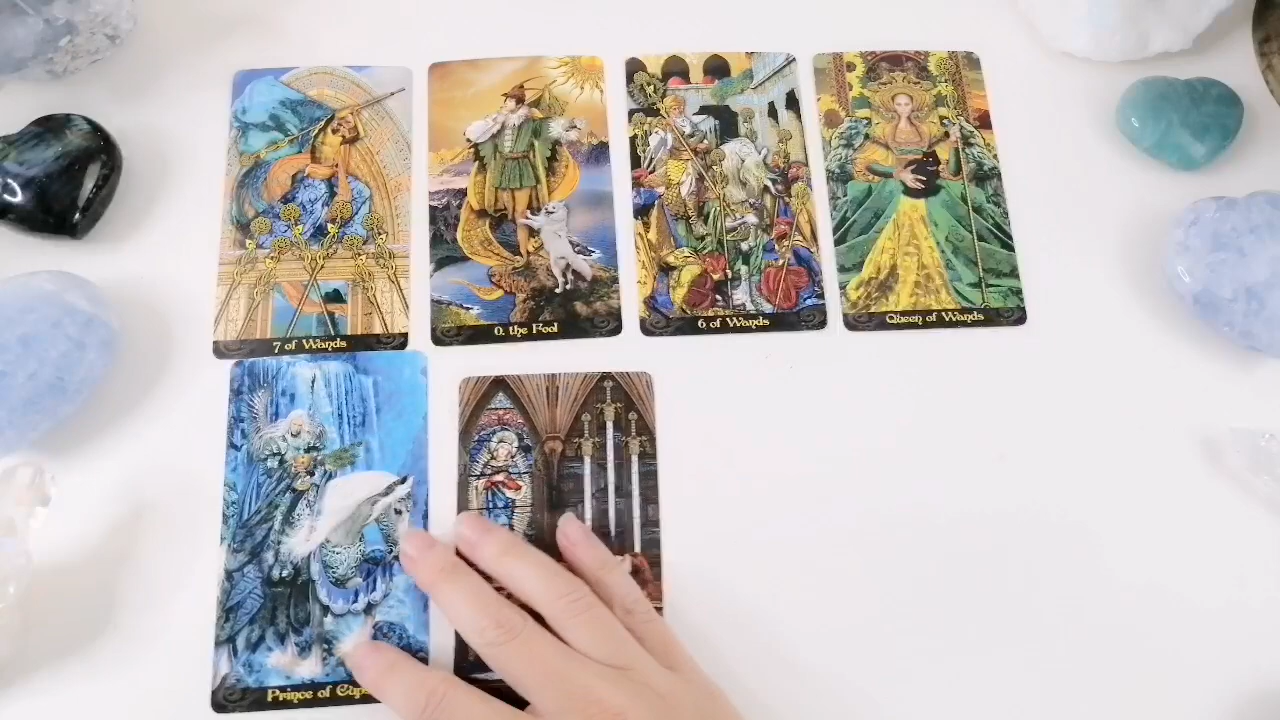 7 of Wands
0. the Fool
6 of Wands
Queen of Wands
Prince of Cups